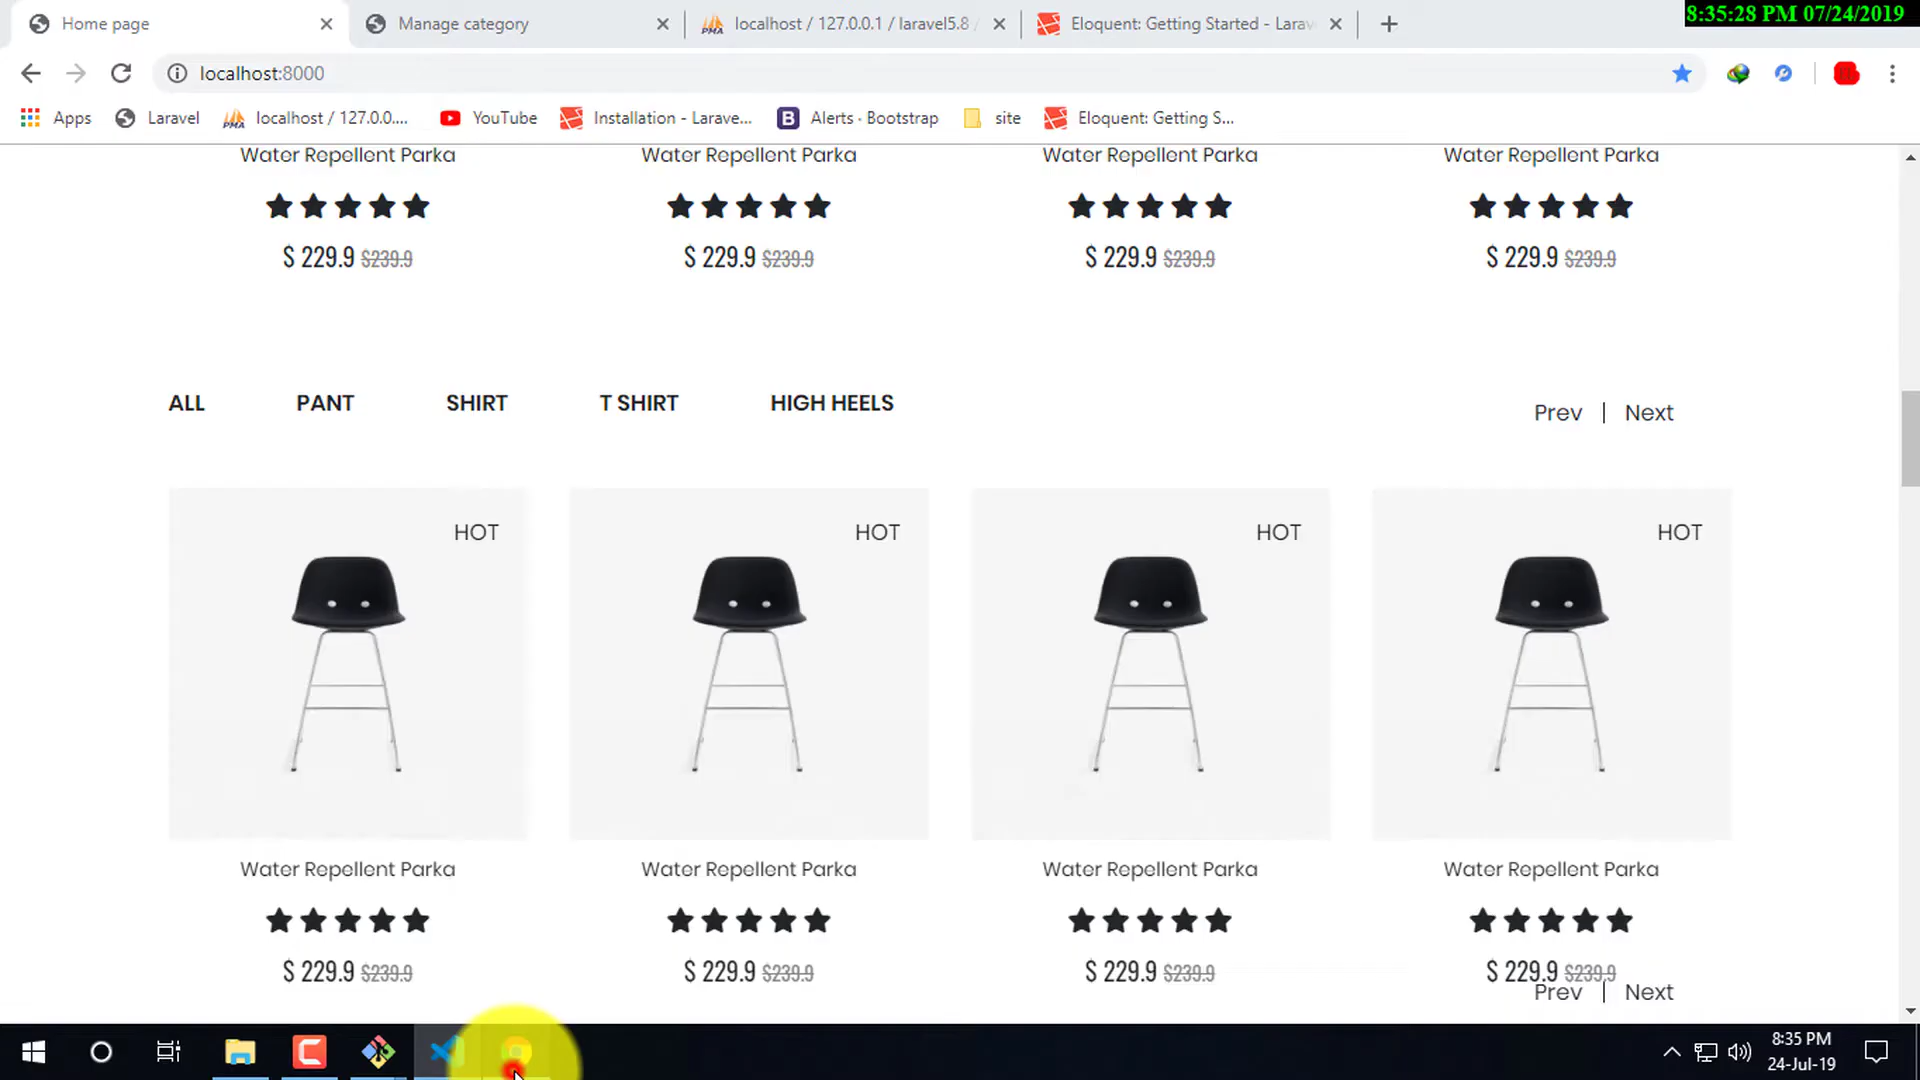 Home page
Manage category
localhost / 127.0.0.1 / laravel5.8 /
Eloquent: Getting Started - Larav
8:35:28 PM 07/24/2019
localhost:8000
Apps
Laravel
localhost / 127.0.0....
YouTube
Installation - Larave...
B
Alerts · Bootstrap
site
Eloquent: Getting S...
Water Repellent Parka
Water Repellent Parka
Water Repellent Parka
Water Repellent Parka
$ 229.9 $239.9
$ 229.9 $239.9
$ 229.9 $239.9
$ 229.9 $239.9
ALL
PANT
SHIRT
T SHIRT
HIGH HEELS
Prev | Next
HOT
HOT
HOT
HOT
Water Repellent Parka
Water Repellent Parka
Water Repellent Parka
Water Repellent Parka
$ 229.9 $239.9
$ 229.9 $239.9
$ 229.9 $239.9
$ 229.9 $239.9
Prev | Next
8:35 PM
24-Jul-19